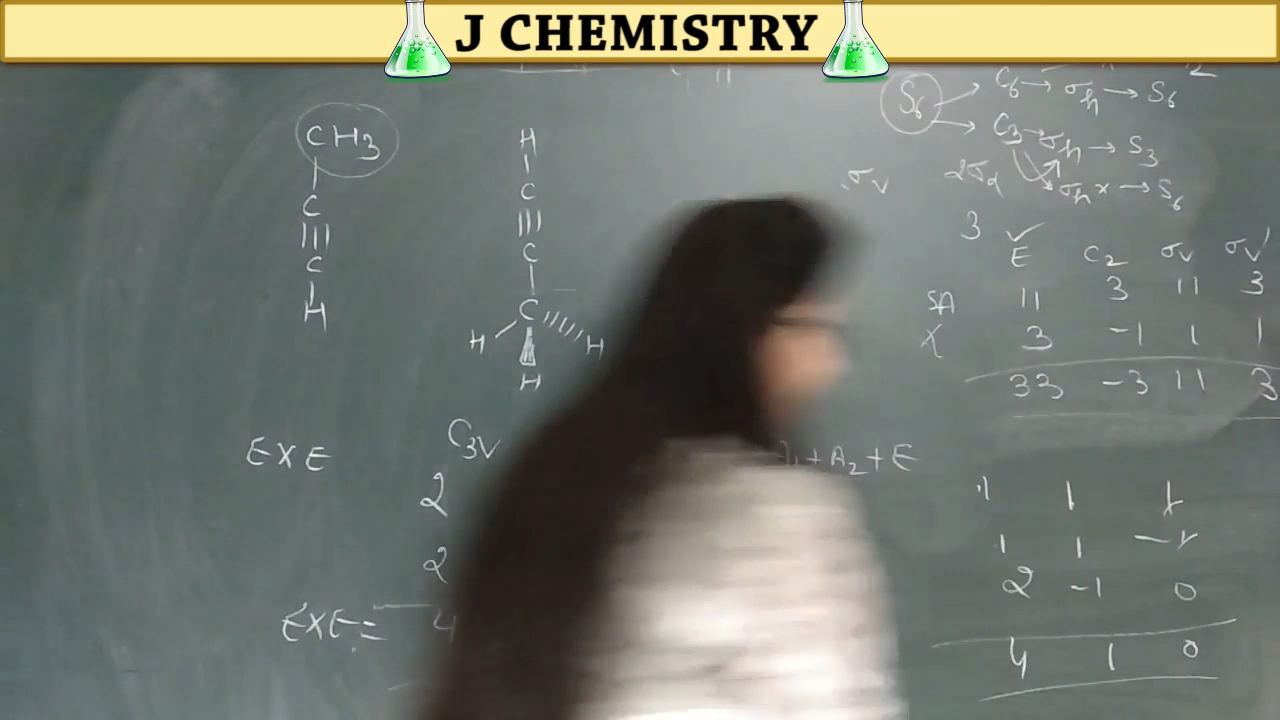 J CHEMISTRY
CH3
C
|||
C
H
H
C
|||
C
C
H H
H
S6
C6 → σh → S6
C3 → σh → S3
σh × → S6
σv 2σd
3 ✓
E C2 σv σv'
SA 11 3 11 3
X 3 -1 1 1
33 -3 11 3
EXE C3v A1+A2+E
2
2
EXE = 4
1 1 1
1 1 -1
2 -1 0
4 1 0